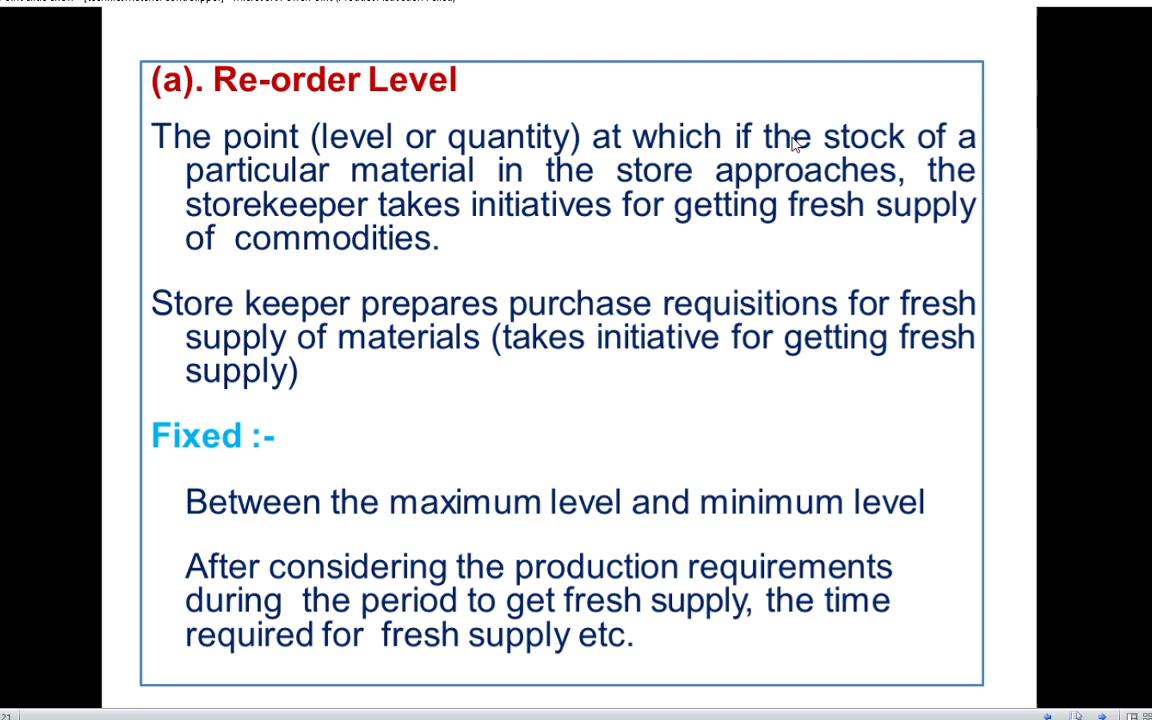 (a). Re-order Level
The point (level or quantity) at which if the stock of a
particular material in the store approaches, the
storekeeper takes initiatives for getting fresh supply
of commodities.
Store keeper prepares purchase requisitions for fresh
supply of materials (takes initiative for getting fresh
supply)
Fixed :-
Between the maximum level and minimum level
After considering the production requirements
during the period to get fresh supply, the time
required for fresh supply etc.
21